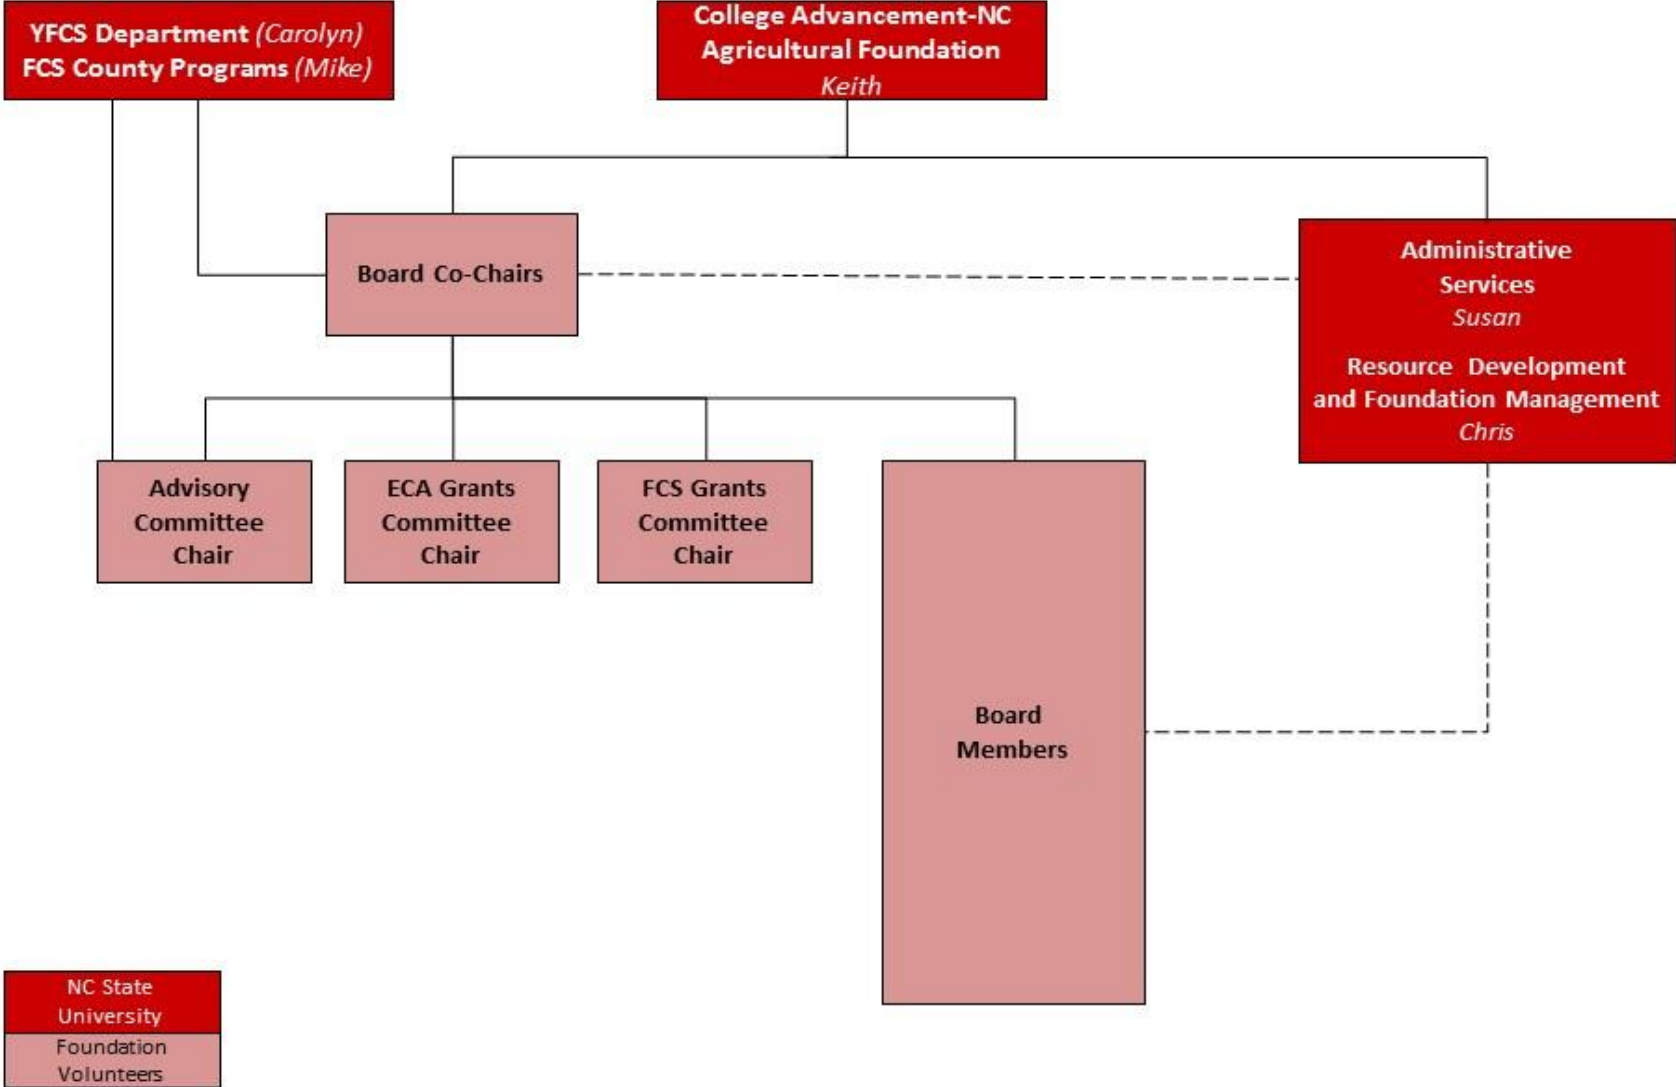 YFCS Department (Carolyn)
FCS County Programs (Mike)
College Advancement-NC
Agricultural Foundation
Keith
Board Co-Chairs
Administrative
Services
Susan
Resource Development
and Foundation Management
Chris
Advisory
Committee
Chair
ECA Grants
Committee
Chair
FCS Grants
Committee
Chair
Board
Members
NC State
University
Foundation
Volunteers